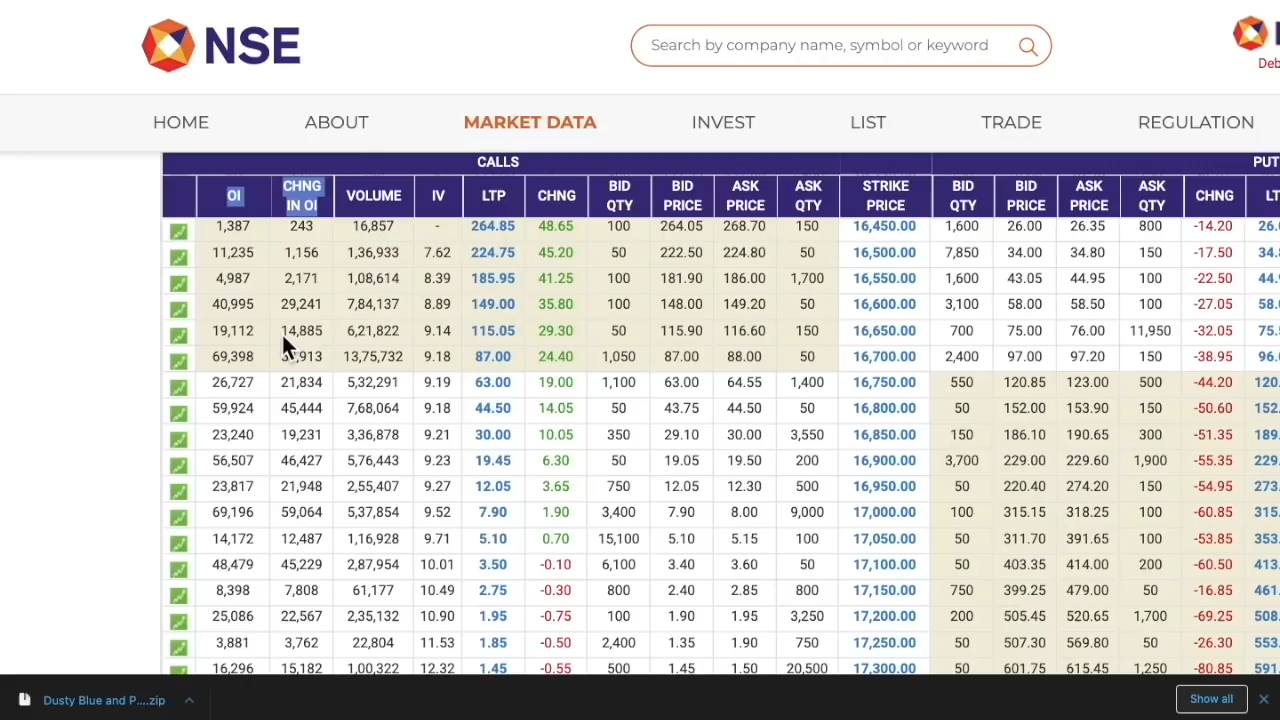 NSE
Search by company name, symbol or keyword
Deb
HOME ABOUT MARKET DATA INVEST LIST TRADE REGULATION
CALLS PUT
OI CHNG IN OI VOLUME IV LTP CHNG BID QTY BID PRICE ASK PRICE ASK QTY STRIKE PRICE BID QTY BID PRICE ASK PRICE ASK QTY CHNG LT
1,387 243 16,857 - 264.85 48.65 100 264.05 268.70 150 16,450.00 1,600 26.00 26.35 800 -14.20 26.
11,235 1,156 1,36,933 7.62 224.75 45.20 50 222.50 224.80 50 16,500.00 7,850 34.00 34.80 150 -17.50 34.
4,987 2,171 1,08,614 8.39 185.95 41.25 100 181.90 186.00 1,700 16,550.00 1,600 43.05 44.95 100 -22.50 44.
40,995 29,241 7,84,137 8.89 149.00 35.80 100 148.00 149.20 50 16,600.00 3,100 58.00 58.50 100 -27.05 58.
19,112 14,885 6,21,822 9.14 115.05 29.30 50 115.90 116.60 150 16,650.00 700 75.00 76.00 11,950 -32.05 75.
69,398 913 13,75,732 9.18 87.00 24.40 1,050 87.00 88.00 50 16,700.00 2,400 97.00 97.20 150 -38.95 96.
26,727 21,834 5,32,291 9.19 63.00 19.00 1,100 63.00 64.55 1,400 16,750.00 550 120.85 123.00 500 -44.20 120.
59,924 45,444 7,68,064 9.18 44.50 14.05 50 43.75 44.50 50 16,800.00 50 152.00 153.90 150 -50.60 152.
23,240 19,231 3,36,878 9.21 30.00 10.05 350 29.10 30.00 3,550 16,850.00 150 186.10 190.65 300 -51.35 189.
56,507 46,427 5,76,443 9.23 19.45 6.30 50 19.05 19.50 200 16,900.00 3,700 229.00 229.60 1,900 -55.35 229.
23,817 21,948 2,55,407 9.27 12.05 3.65 750 12.05 12.30 500 16,950.00 50 220.40 274.20 150 -54.95 273.
69,196 59,064 5,37,854 9.52 7.90 1.90 3,400 7.90 8.00 9,000 17,000.00 100 315.15 318.25 100 -60.85 315.
14,172 12,487 1,16,928 9.71 5.10 0.70 15,100 5.10 5.15 100 17,050.00 50 311.70 391.65 100 -53.85 353.
48,479 45,229 2,87,954 10.01 3.50 -0.10 6,100 3.40 3.60 50 17,100.00 50 403.35 414.00 200 -60.50 413.
8,398 7,808 61,177 10.49 2.75 -0.30 800 2.40 2.85 800 17,150.00 750 399.25 479.00 50 -16.85 461.
25,086 22,567 2,35,132 10.90 1.95 -0.75 100 1.90 1.95 3,250 17,200.00 200 505.45 520.65 1,700 -69.25 508.
3,881 3,762 22,804 11.53 1.85 -0.50 2,400 1.35 1.90 750 17,250.00 50 507.30 569.80 50 -26.30 553.
16,296 15,182 1,00,322 12.32 1.45 -0.55 500 1.45 1.50 20,500 17,300.00 50 601.75 615.45 1,250 -80.85 591.
Dusty Blue and P....zip Show all